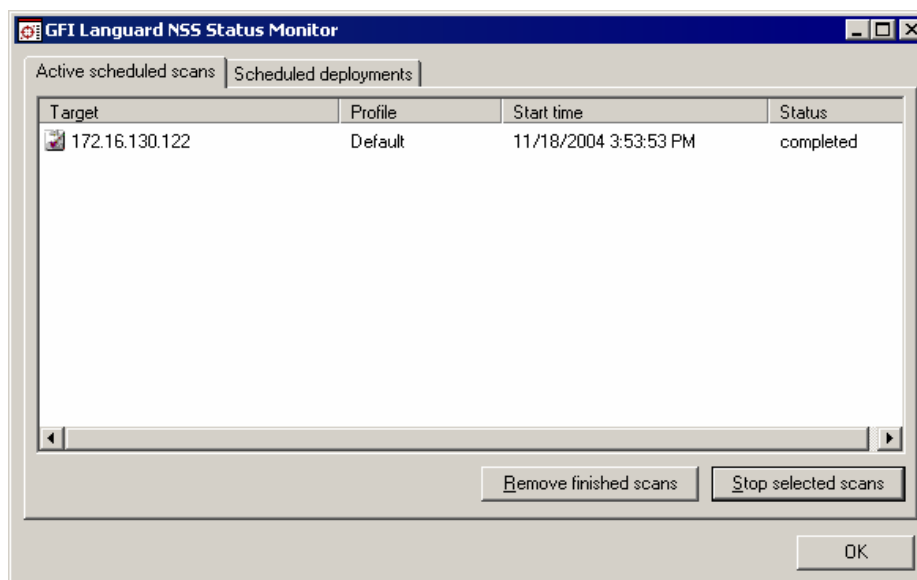 GFI Languard NSS Status Monitor
Active scheduled scans Scheduled deployments
Target Profile Start time Status
172.16.130.122 Default 11/18/2004 3:53:53 PM completed
Remove finished scans Stop selected scans
OK